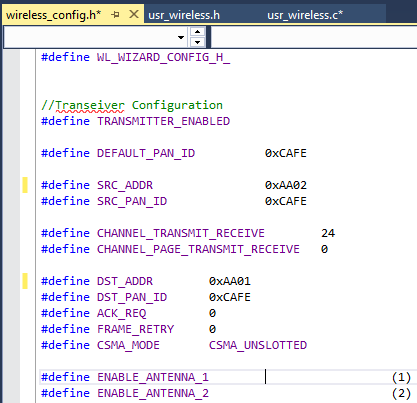 wireless_config.h* usr_wireless.h usr_wireless.c*
#define WL_WIZARD_CONFIG_H_
//Transeiver Configuration
#define TRANSMITTER_ENABLED
#define DEFAULT_PAN_ID 0xCAFE
#define SRC_ADDR 0xAA02
#define SRC_PAN_ID 0xCAFE
#define CHANNEL_TRANSMIT_RECEIVE 24
#define CHANNEL_PAGE_TRANSMIT_RECEIVE 0
#define DST_ADDR 0xAA01
#define DST_PAN_ID 0xCAFE
#define ACK_REQ 0
#define FRAME_RETRY 0
#define CSMA_MODE CSMA_UNSLOTTED
#define ENABLE_ANTENNA_1 (1)
#define ENABLE_ANTENNA_2 (2)